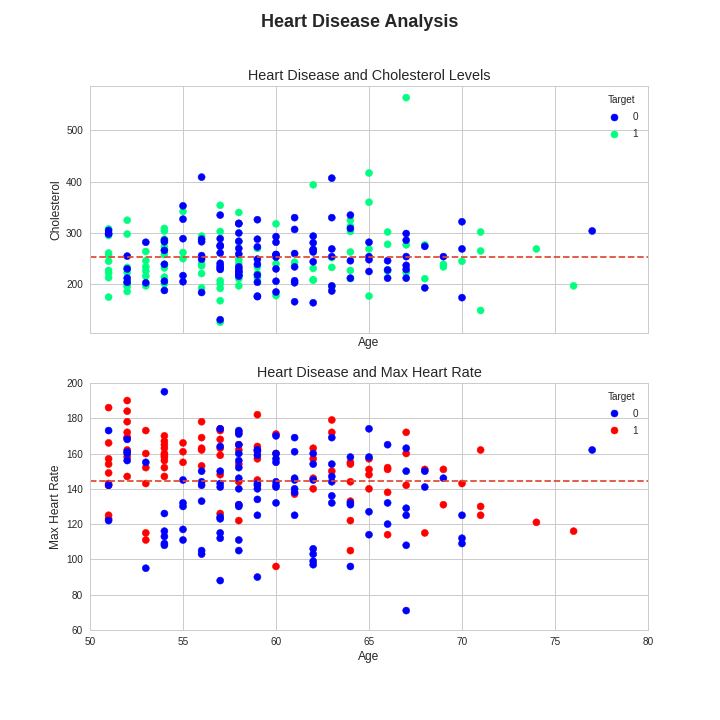 Heart Disease Analysis
Heart Disease and Cholesterol Levels
Target
0
1
500
400
300
200
Cholesterol
Age
Heart Disease and Max Heart Rate
Target
0
1
200
180
160
140
120
100
80
60
Max Heart Rate
50 55 60 65 70 75 80
Age